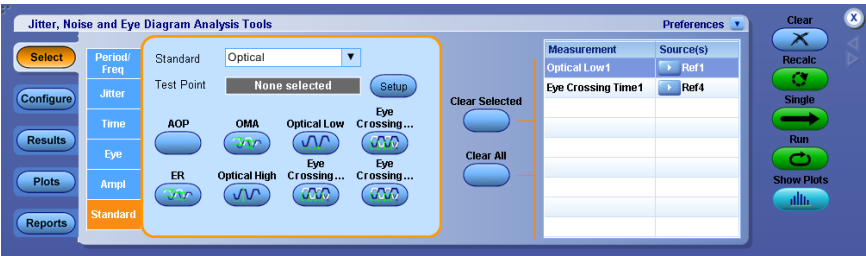 Jitter, Noise and Eye Diagram Analysis Tools
Preferences
Clear
X
Select
Configure
Results
Plots
Reports
Period/
Freq
Jitter
Time
Eye
Ampl
Standard
Standard
Optical
Test Point
None selected
Setup
AOP
OMA
Optical Low
Eye
Crossing...
ER
Optical High
Eye
Crossing...
Eye
Crossing...
Clear Selected
Clear All
Measurement
Source(s)
Optical Low1
Ref1
Eye Crossing Time1
Ref4
Recalc
Single
Run
Show Plots